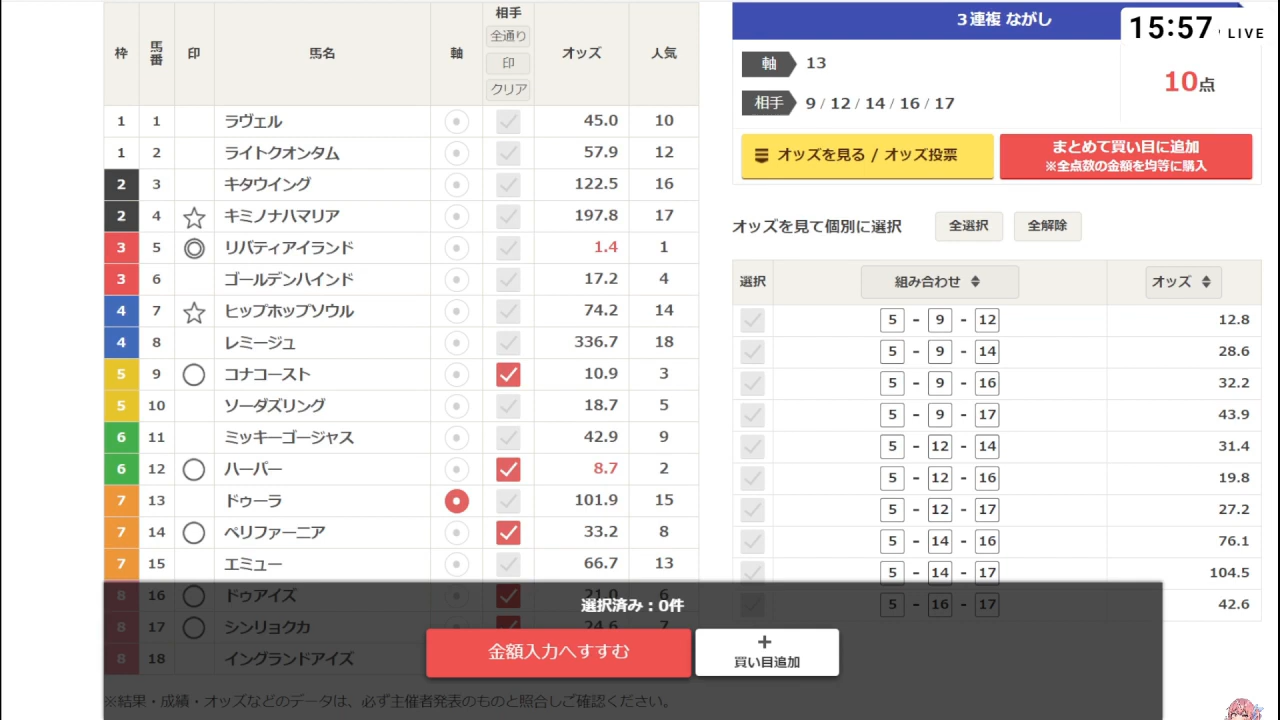 枠 馬番 印 馬名 軸 相手 オッズ 人気
全通り
印
クリア
1 1 ラヴェル 45.0 10
1 2 ライトクオンタム 57.9 12
2 3 キタウイング 122.5 16
2 4 ☆ キミノナハマリア 197.8 17
3 5 ◎ リバティアイランド 1.4 1
3 6 ゴールデンハインド 17.2 4
4 7 ☆ ヒップホップソウル 74.2 14
4 8 レミージュ 336.7 18
5 9 ○ コナコースト 10.9 3
5 10 ソーダズリング 18.7 5
6 11 ミッキーゴージャス 42.9 9
6 12 ○ ハーパー 8.7 2
7 13 ドゥーラ 101.9 15
7 14 ○ ペリファーニア 33.2 8
7 15 エミュー 66.7 13
8 16 ○ ドゥアイズ 21.0 6
8 17 ○ シンリョクカ 24.6 7
8 18 イングランドアイズ
※結果・成績・オッズなどのデータは、必ず主催者発表のものと照合しご確認ください。
3連複 ながし
15:57 LIVE
軸 13
相手 9 / 12 / 14 / 16 / 17
10点
オッズを見る / オッズ投票
まとめて買い目に追加
※全点数の金額を均等に購入
オッズを見て個別に選択 全選択 全解除
選択 組み合わせ オッズ
5 - 9 - 12 12.8
5 - 9 - 14 28.6
5 - 9 - 16 32.2
5 - 9 - 17 43.9
5 - 12 - 14 31.4
5 - 12 - 16 19.8
5 - 12 - 17 27.2
5 - 14 - 16 76.1
5 - 14 - 17 104.5
5 - 16 - 17 42.6
選択済み：0件
金額入力へすすむ
+
買い目追加